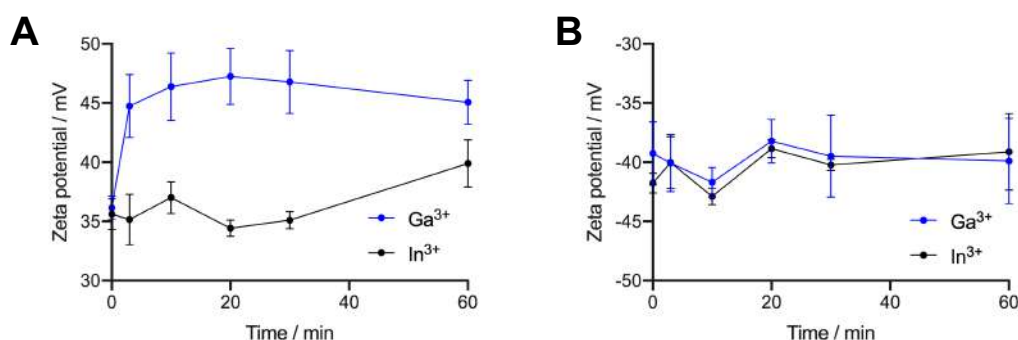 A
50
45
40
35
30
Zeta potential / mV
0
20
40
60
Time / min
Ga³⁺
In³⁺
B
-30
-35
-40
-45
-50
Zeta potential / mV
0
20
40
60
Time / min
Ga³⁺
In³⁺